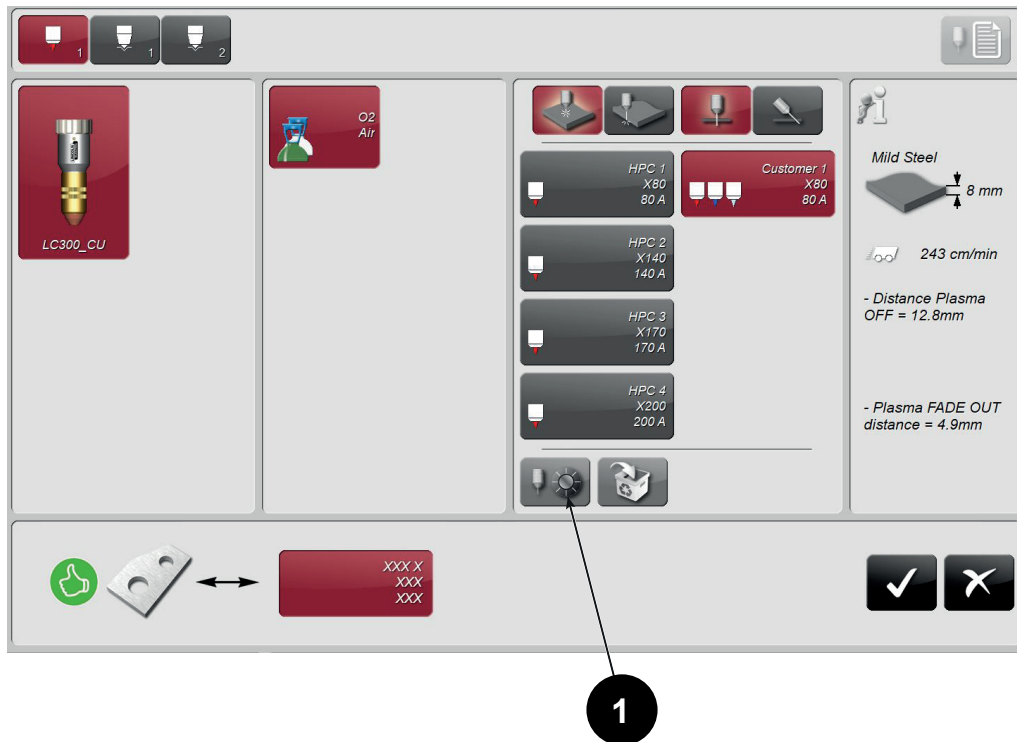 1
1
2
LC300_CU
O2
Air
HPC 1
X80
80 A
Customer 1
X80
80 A
HPC 2
X140
140 A
HPC 3
X170
170 A
HPC 4
X200
200 A
Mild Steel
8 mm
243 cm/min
- Distance Plasma
OFF = 12.8mm
- Plasma FADE OUT
distance = 4.9mm
XXX X
XXX
XXX
1